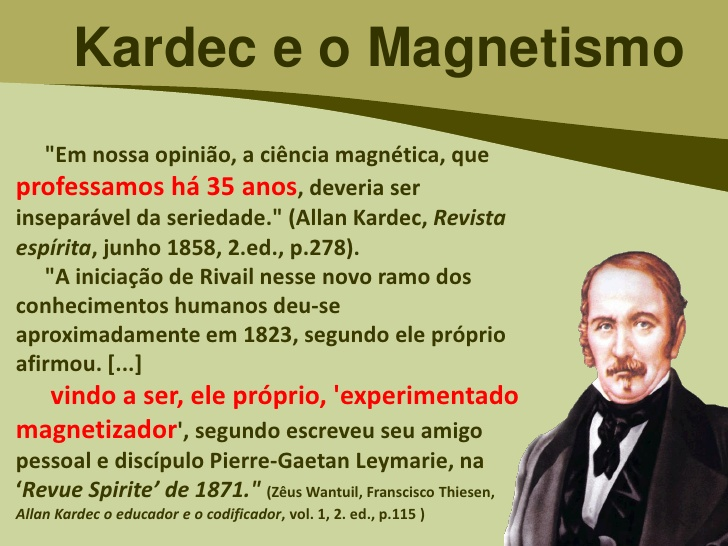 Kardec e o Magnetismo
"Em nossa opinião, a ciência magnética, que
professamos há 35 anos, deveria ser
inseparável da seriedade." (Allan Kardec, Revista
espírita, junho 1858, 2.ed., p.278).
"A iniciação de Rivail nesse novo ramo dos
conhecimentos humanos deu-se
aproximadamente em 1823, segundo ele próprio
afirmou. [...]
vindo a ser, ele próprio, 'experimentado
magnetizador', segundo escreveu seu amigo
pessoal e discípulo Pierre-Gaetan Leymarie, na
‘Revue Spirite’ de 1871." (Zêus Wantuil, Franscisco Thiesen,
Allan Kardec o educador e o codificador, vol. 1, 2. ed., p.115 )